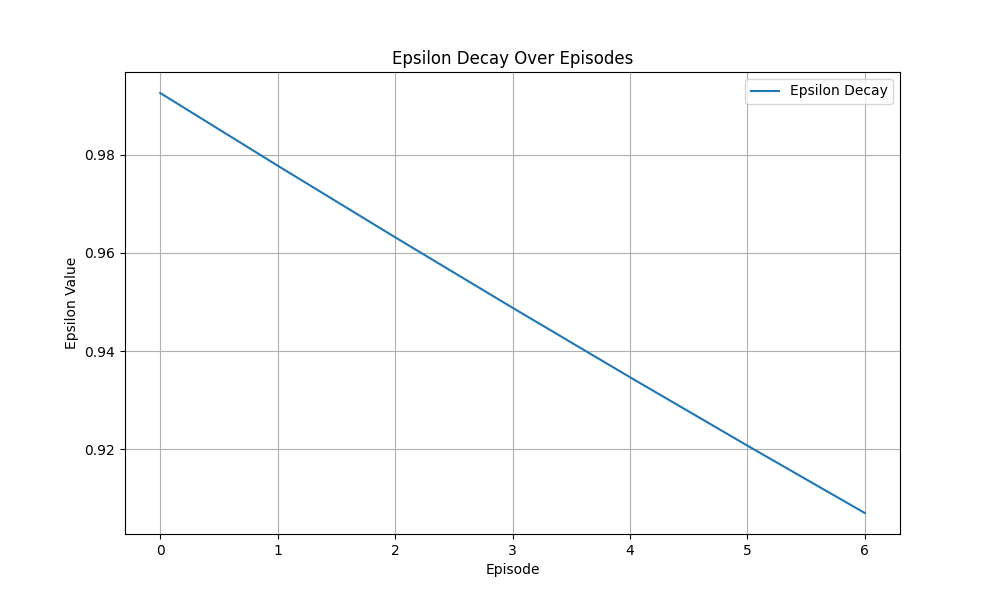 Epsilon Decay Over Episodes
Epsilon Decay
0.98
0.96
0.94
0.92
Epsilon Value
0 1 2 3 4 5 6
Episode